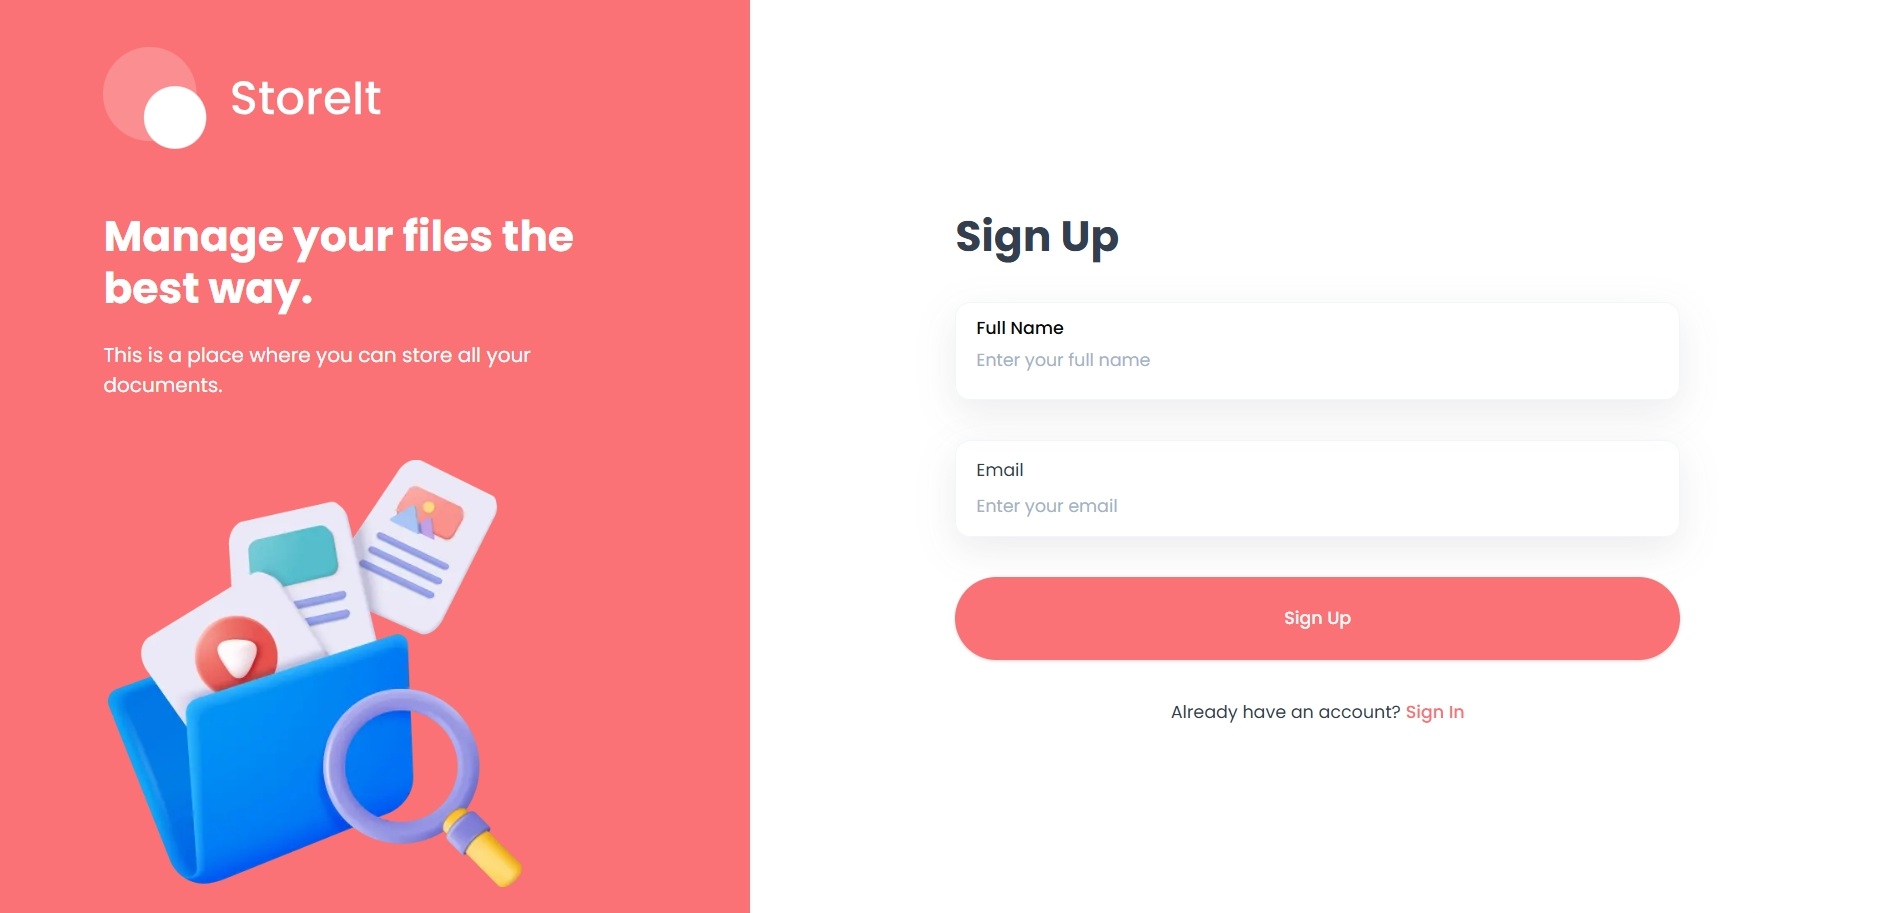 StoreIt
Manage your files the
best way.
This is a place where you can store all your
documents.
Sign Up
Full Name
Enter your full name
Email
Enter your email
Sign Up
Already have an account? Sign In